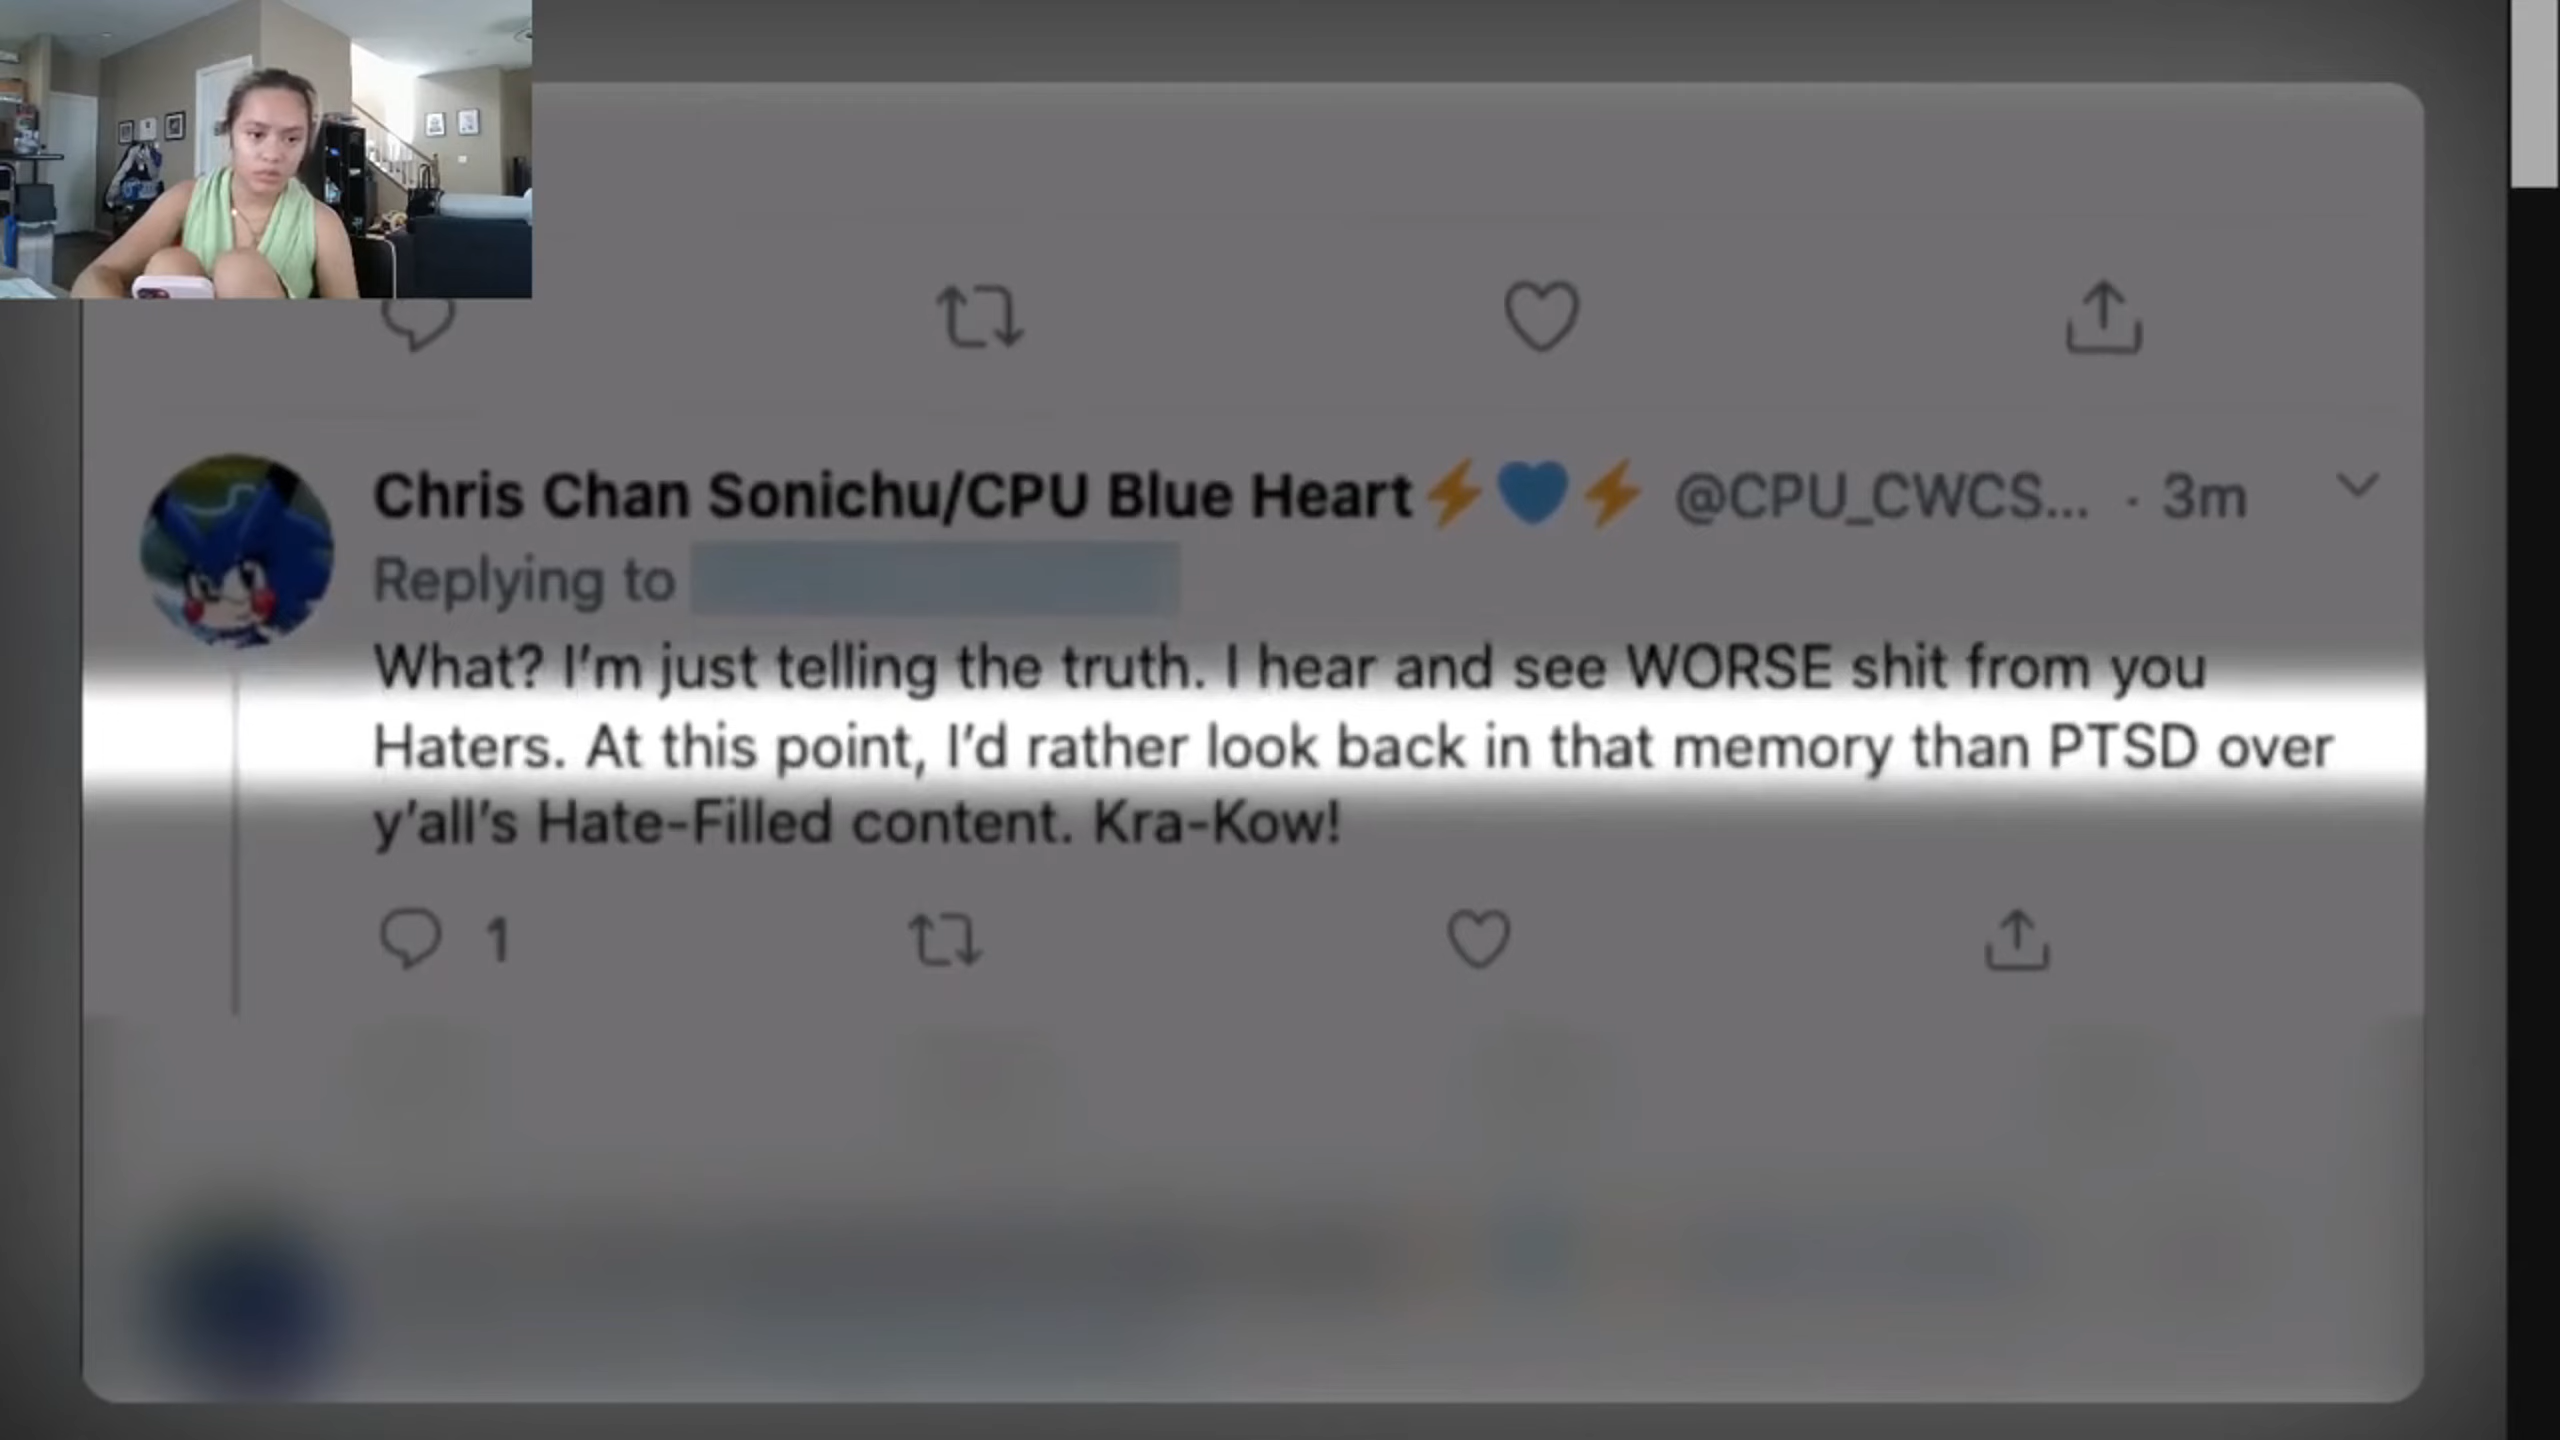 Chris Chan Sonichu/CPU Blue Heart⚡💙⚡ @CPU_CWCS... · 3m
Replying to
What? I'm just telling the truth. I hear and see WORSE shit from you
Haters. At this point, I'd rather look back in that memory than PTSD over
y'all's Hate-Filled content. Kra-Kow!
1